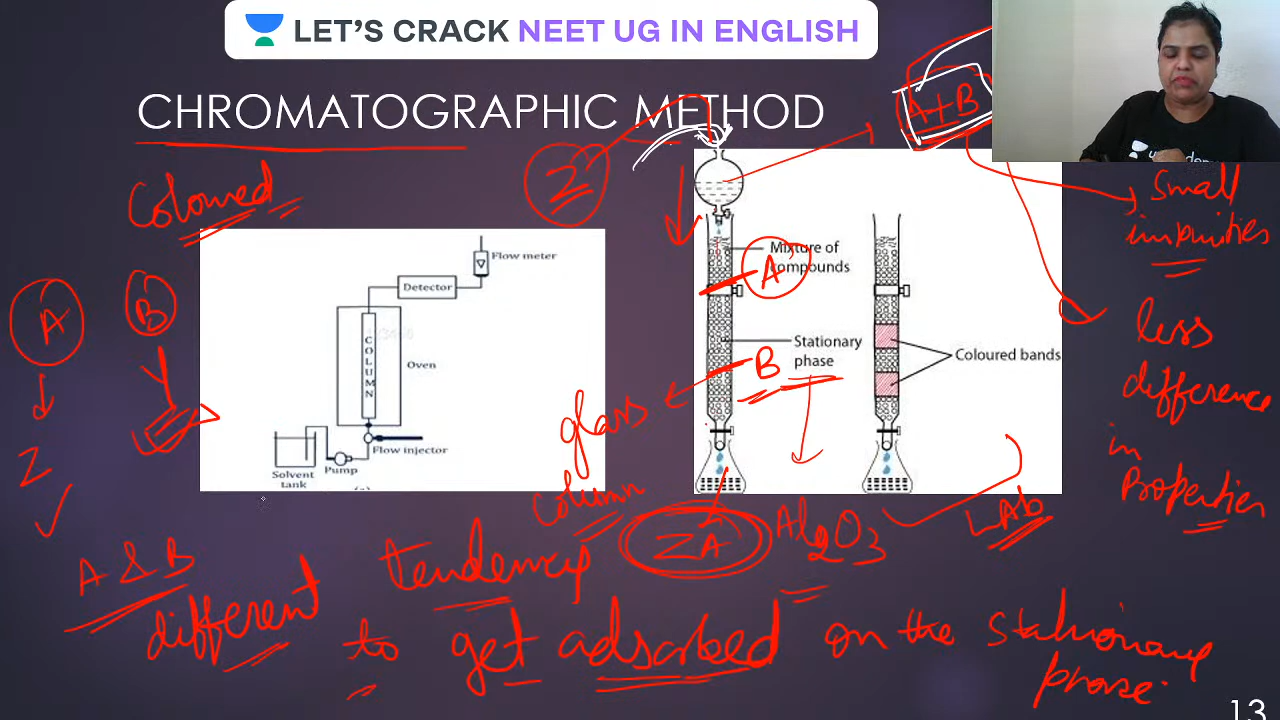 LET'S CRACK NEET UG IN ENGLISH
CHROMATOGRAPHIC METHOD
A+B
Z
Coloured
Small
impurities
A
B
Z
Y
Flow meter
Detector
COLUMN
Oven
Flow injector
Pump
Solvent
tank
Mixture of
compounds
A
Stationary
phase
B
Coloured bands
less
difference
in
Properties
glass
column
ZA
Al2O3
LAb
A & B
different tendency
to get adsorbed on the stationary
phase.
13